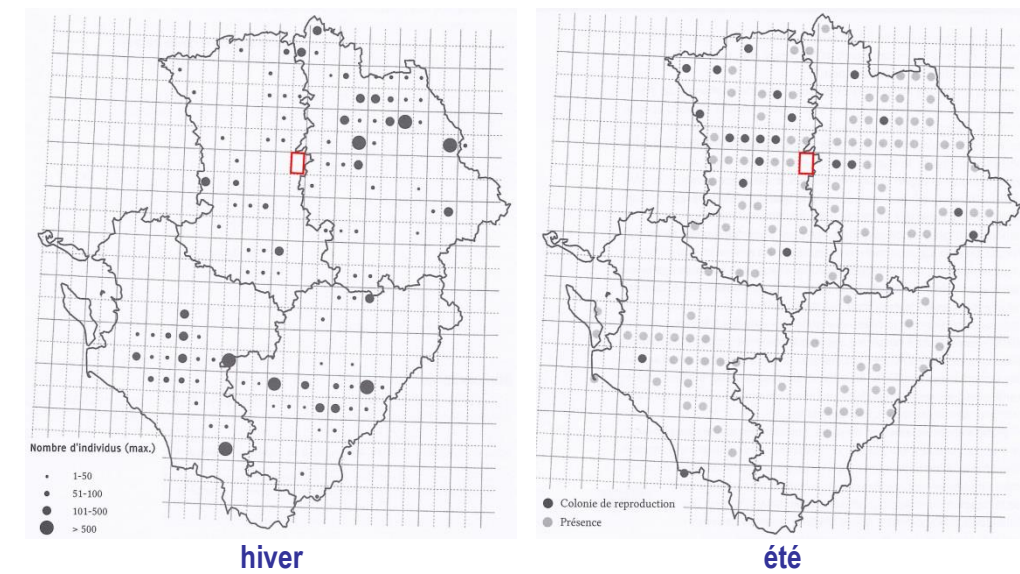 Nombre d'individus (max.)
1-50
51-100
101-500
> 500
Colonie de reproduction
Présence
hiver
été